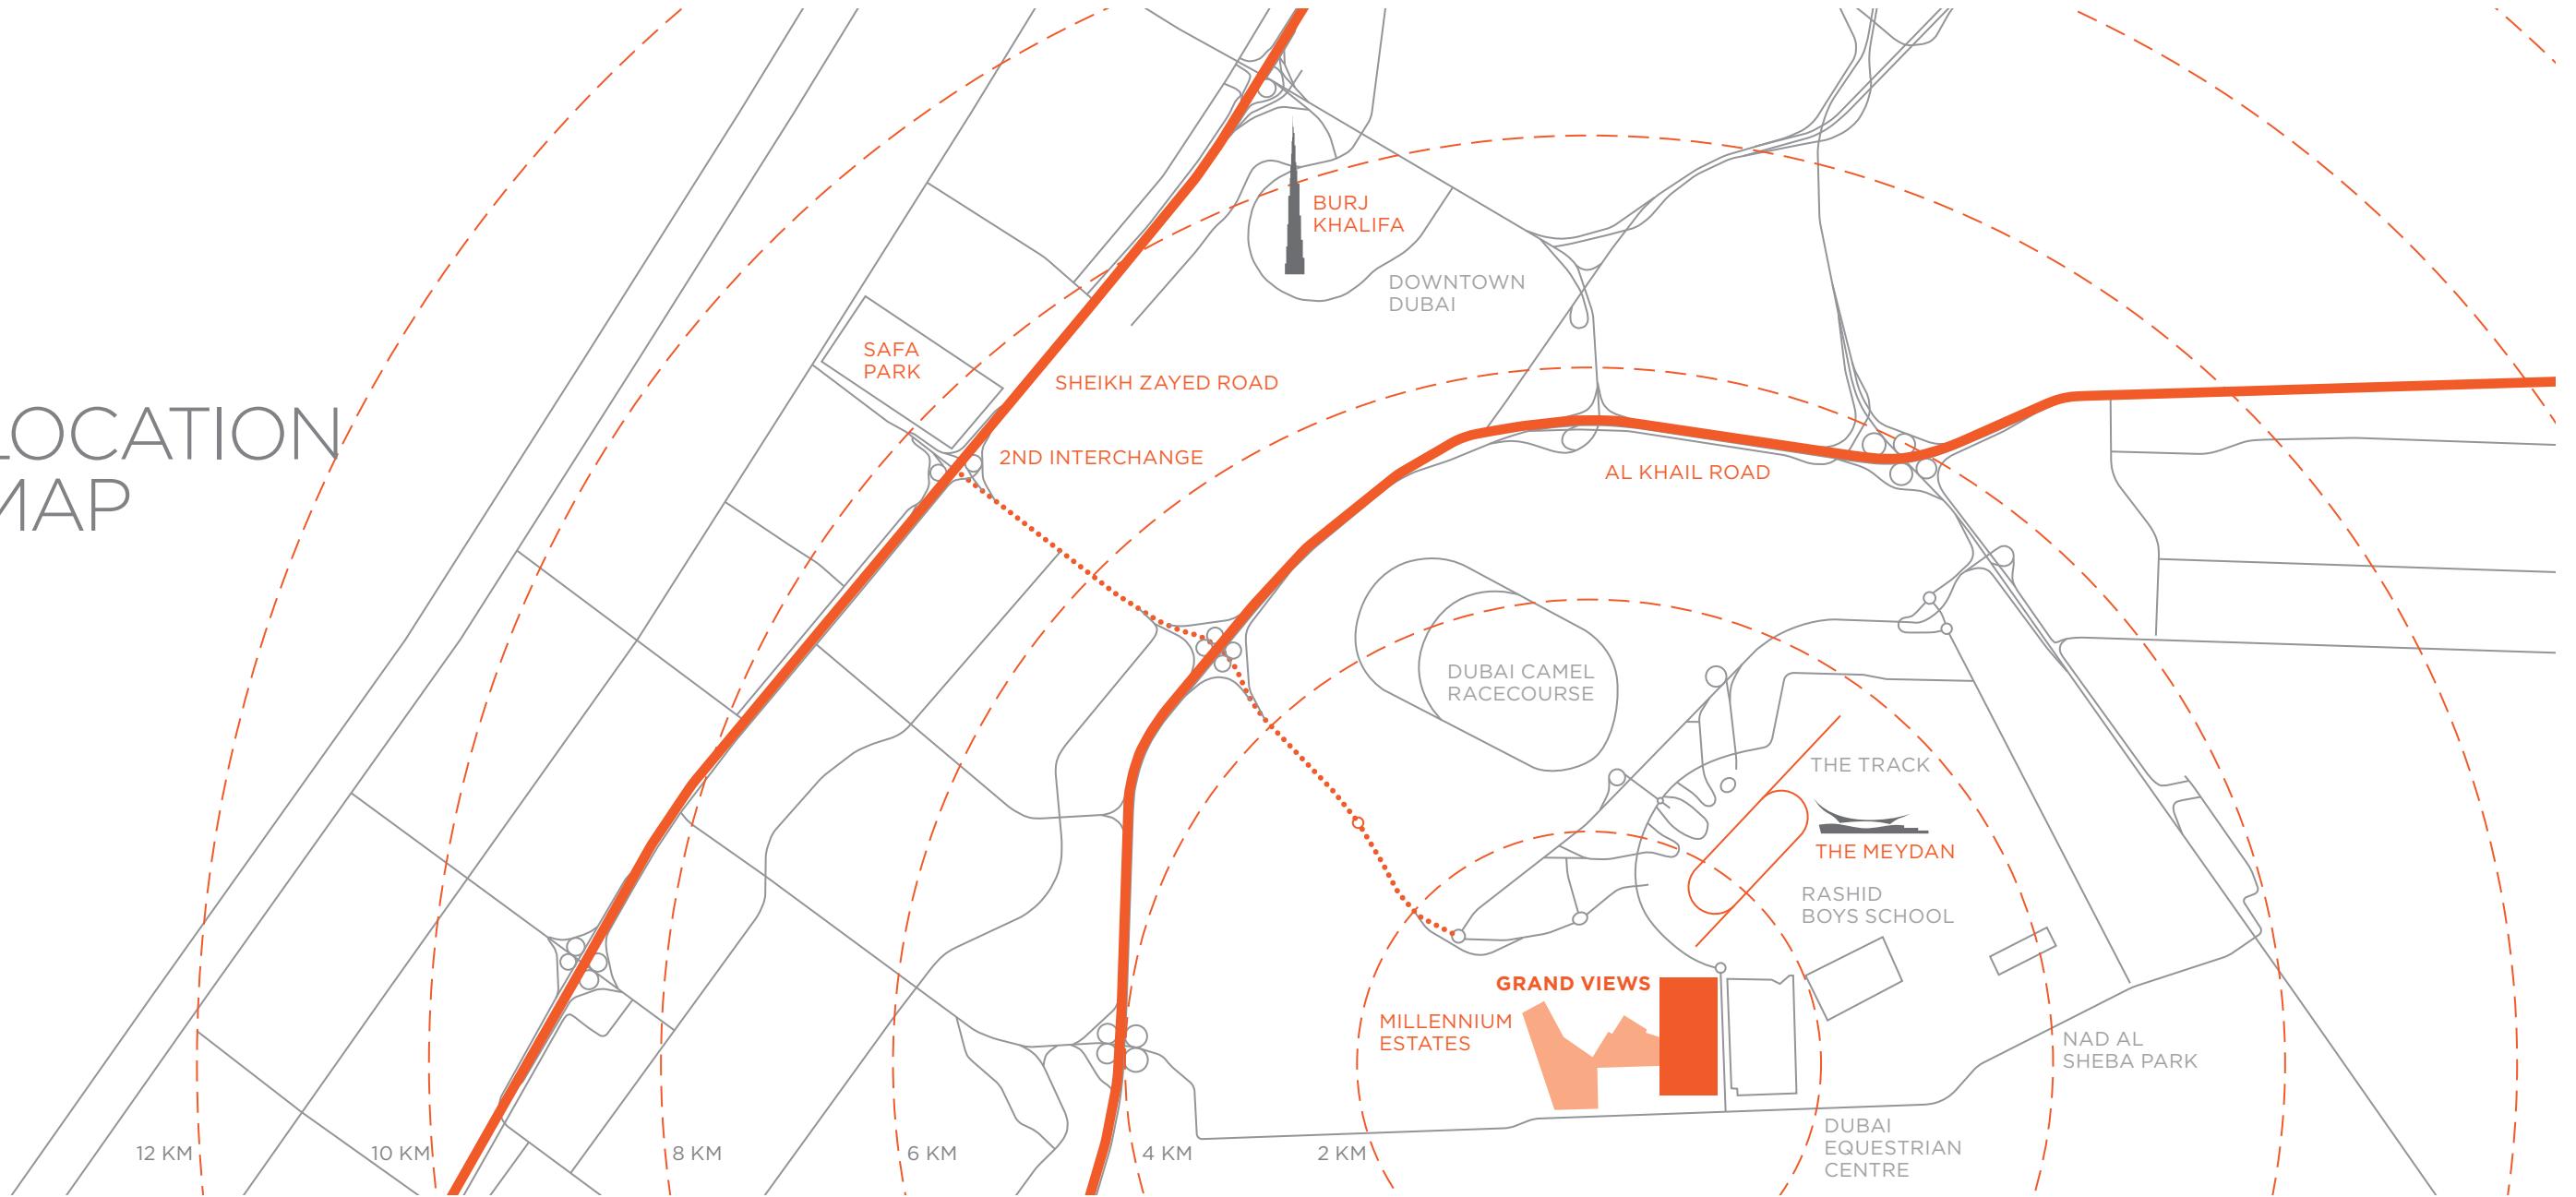 LOCATION
MAP
BURJ
KHALIFA
DOWNTOWN
DUBAI
SAFA
PARK
SHEIKH ZAYED ROAD
2ND INTERCHANGE
AL KHAIL ROAD
DUBAI CAMEL
RACECOURSE
THE TRACK
THE MEYDAN
RASHID
BOYS SCHOOL
GRAND VIEWS
MILLENNIUM
ESTATES
NAD AL
SHEBA PARK
DUBAI
EQUESTRIAN
CENTRE
12 KM
10 KM
8 KM
6 KM
4 KM
2 KM